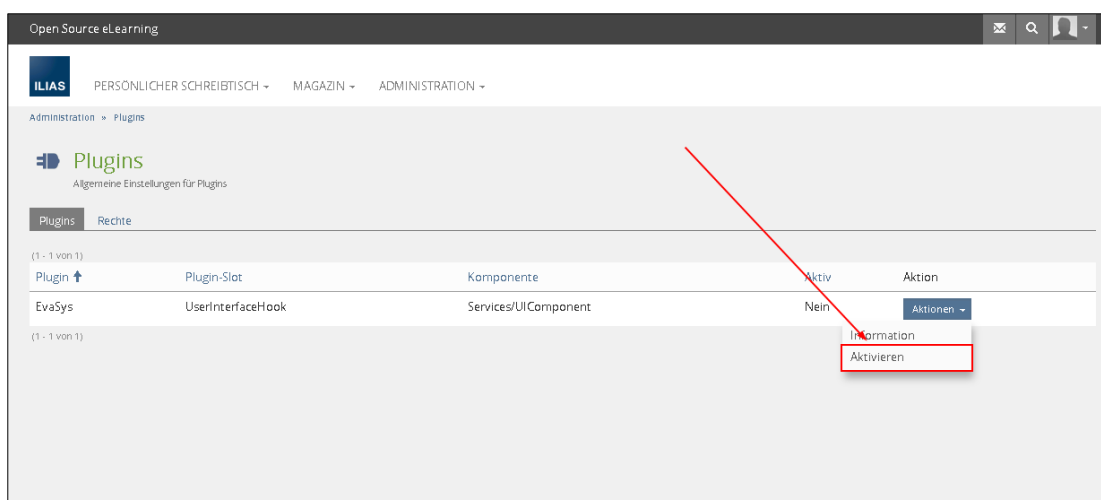 Open Source eLearning
ILIAS PERSÖNLICHER SCHREIBTISCH MAGAZIN ADMINISTRATION
Administration » Plugins
Plugins
Allgemeine Einstellungen für Plugins
Plugins Rechte
(1 - 1 von 1)
Plugin Plugin-Slot Komponente Aktiv Aktion
EvaSys UserInterfaceHook Services/UIComponent Nein Aktionen
(1 - 1 von 1)
Information
Aktivieren